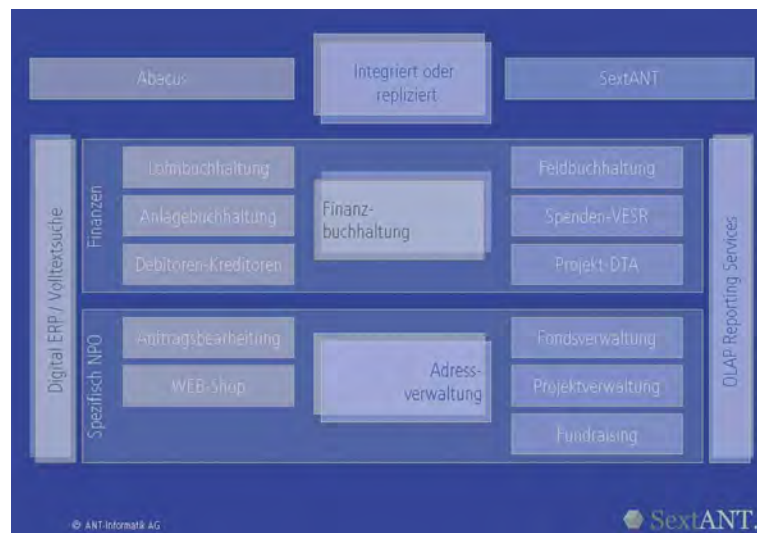 Abacus
Integriert oder
repliziert
SextANT
Digital ERP / Volltextsuche
Finanzen
Lohnbuchhaltung
Anlagebuchhaltung
Debitoren-Kreditoren
Finanz-
buchhaltung
Feldbuchhaltung
Spenden-VESR
Projekt-DTA
Spezifisch NPO
Antragsbearbeitung
WEB-Shop
Adress-
verwaltung
Fondsverwaltung
Projektverwaltung
Fundraising
OLAP Reporting Services
© ANT-Informatik AG
SextANT.